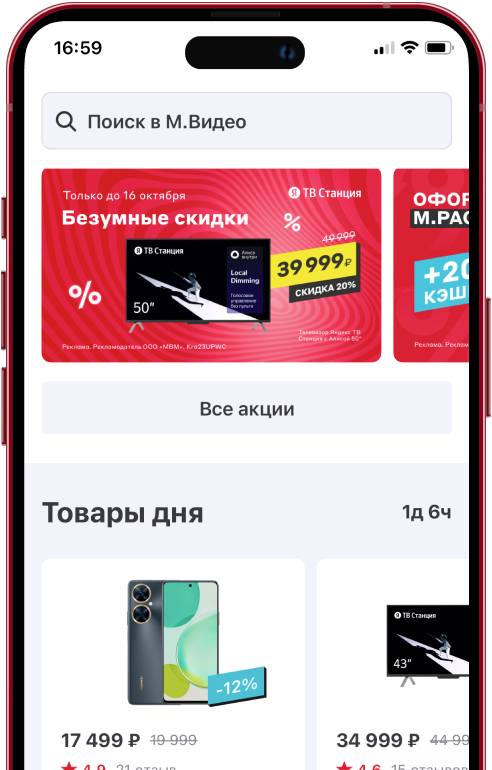 16:59
Поиск в М.Видео
Только до 16 октября
Я ТВ Станция
Безумные скидки
%
49 999
39 999 ₽
СКИДКА 20%
Я ТВ Станция
Алиса внутри
Local
Dimming
Голосовое
управление
без пульта
50”
%
Телевизор Яндекс ТВ
Станция с Алисой 50"
Реклама. Рекламодатель ООО «МВМ». Kra23UPWC
ОФОР
М.РАС
+20
КЭШ
Реклама. Реклам
Все акции
Товары дня
1д 6ч
-12%
17 499 ₽ 19 999
4,9 21 отзыв
Я ТВ Станция
43”
34 999 ₽ 44 99
4,6 15 отзывов